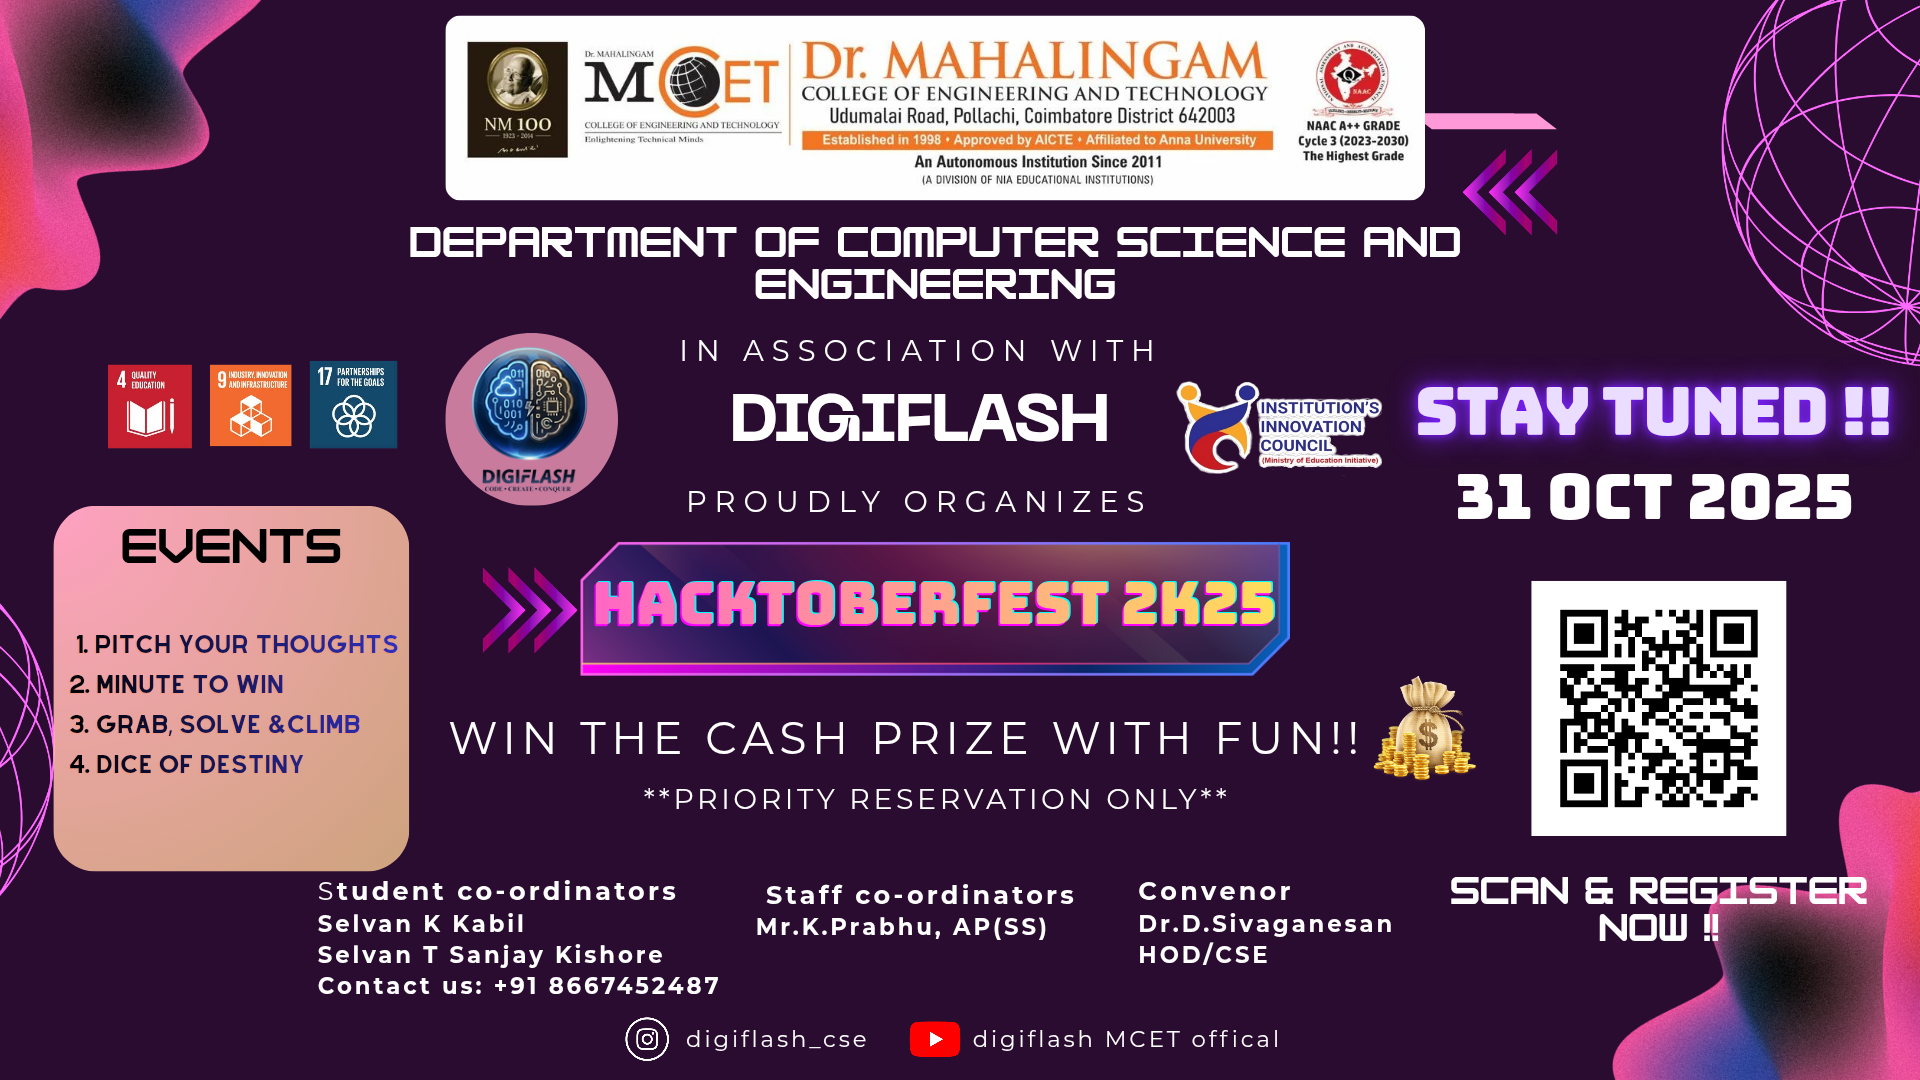 NM 100
1923 - 2014
Dr. MAHALINGAM
MCET
COLLEGE OF ENGINEERING AND TECHNOLOGY
Enlightening Technical Minds
Dr. MAHALINGAM
COLLEGE OF ENGINEERING AND TECHNOLOGY
Udumalai Road, Pollachi, Coimbatore District 642003
Established in 1998 • Approved by AICTE • Affiliated to Anna University
An Autonomous Institution Since 2011
(A DIVISION OF NIA EDUCATIONAL INSTITUTIONS)
NAAC
NAAC A++ GRADE
Cycle 3 (2023-2030)
The Highest Grade
DEPARTMENT OF COMPUTER SCIENCE AND
ENGINEERING
IN ASSOCIATION WITH
4 QUALITY
EDUCATION
9 INDUSTRY, INNOVATION
AND INFRASTRUCTURE
17 PARTNERSHIPS
FOR THE GOALS
DIGIFLASH
CODE • CREATE • CONQUER
DIGIFLASH
INSTITUTION'S
INNOVATION
COUNCIL
(Ministry of Education Initiative)
STAY TUNED !!
31 OCT 2025
PROUDLY ORGANIZES
HACKTOBERFEST 2K25
EVENTS
1. PITCH YOUR THOUGHTS
2. MINUTE TO WIN
3. GRAB, SOLVE &CLIMB
4. DICE OF DESTINY
WIN THE CASH PRIZE WITH FUN!!
$
**PRIORITY RESERVATION ONLY**
SCAN & REGISTER
NOW !!
Student co-ordinators
Selvan K Kabil
Selvan T Sanjay Kishore
Contact us: +91 8667452487
Staff co-ordinators
Mr.K.Prabhu, AP(SS)
Convenor
Dr.D.Sivaganesan
HOD/CSE
digiflash_cse
digiflash MCET offical